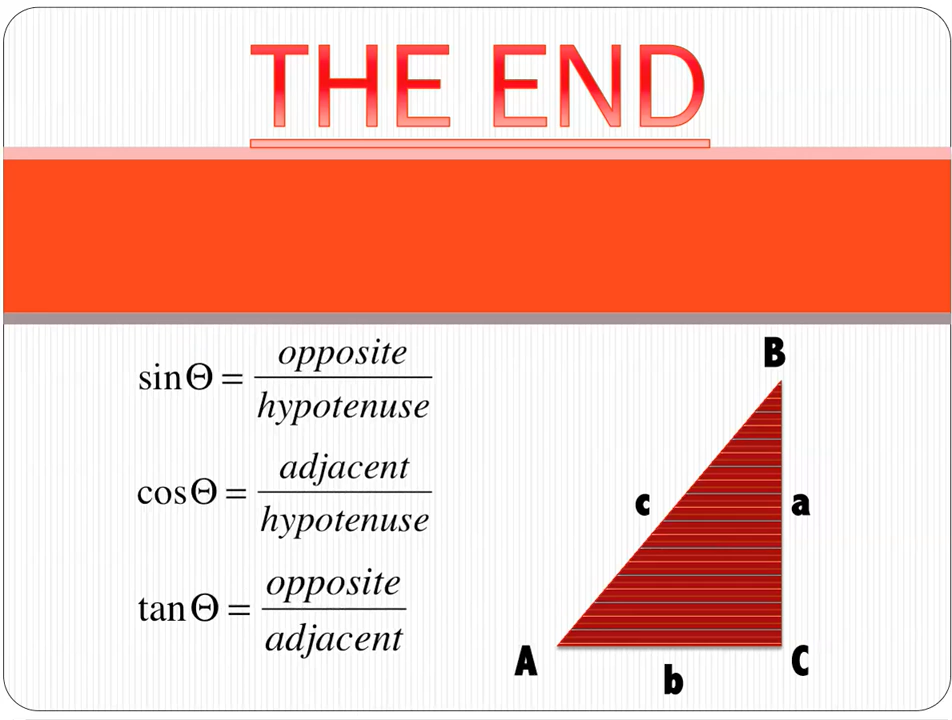 THE END
sinΘ = opposite / hypotenuse
cosΘ = adjacent / hypotenuse
tanΘ = opposite / adjacent
B
c
a
A
b
C